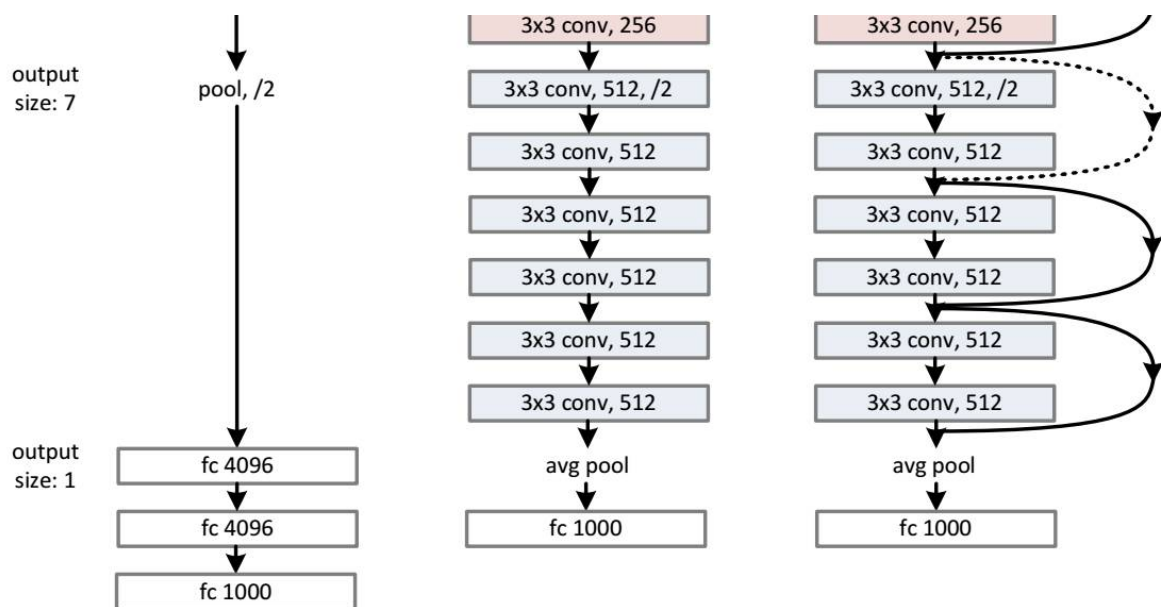 3x3 conv, 256
3x3 conv, 256
output
size: 7
pool, /2
3x3 conv, 512, /2
3x3 conv, 512, /2
3x3 conv, 512
3x3 conv, 512
3x3 conv, 512
3x3 conv, 512
3x3 conv, 512
3x3 conv, 512
3x3 conv, 512
3x3 conv, 512
3x3 conv, 512
3x3 conv, 512
output
size: 1
fc 4096
avg pool
avg pool
fc 4096
fc 1000
fc 1000
fc 1000